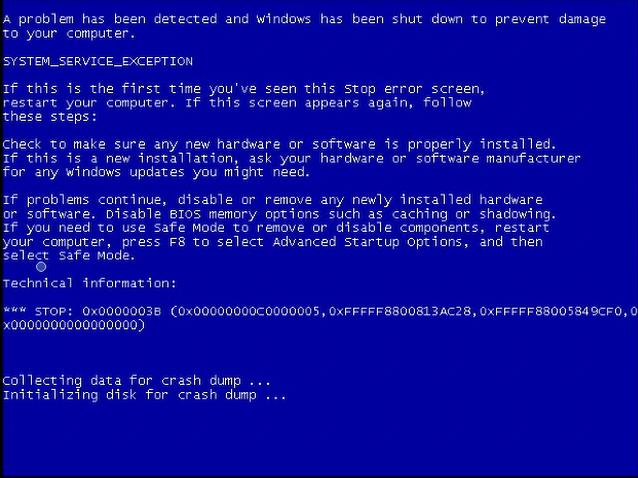 A problem has been detected and Windows has been shut down to prevent damage
to your computer.
SYSTEM_SERVICE_EXCEPTION
If this is the first time you've seen this Stop error screen,
restart your computer. If this screen appears again, follow
these steps:
Check to make sure any new hardware or software is properly installed.
If this is a new installation, ask your hardware or software manufacturer
for any Windows updates you might need.
If problems continue, disable or remove any newly installed hardware
or software. Disable BIOS memory options such as caching or shadowing.
If you need to use Safe Mode to remove or disable components, restart
your computer, press F8 to select Advanced Startup Options, and then
select Safe Mode.
Technical information:
*** STOP: 0x0000003B (0x00000000C0000005,0xFFFFF8800813AC28,0xFFFFF88005849CF0,0
x0000000000000000)
Collecting data for crash dump ...
Initializing disk for crash dump ...